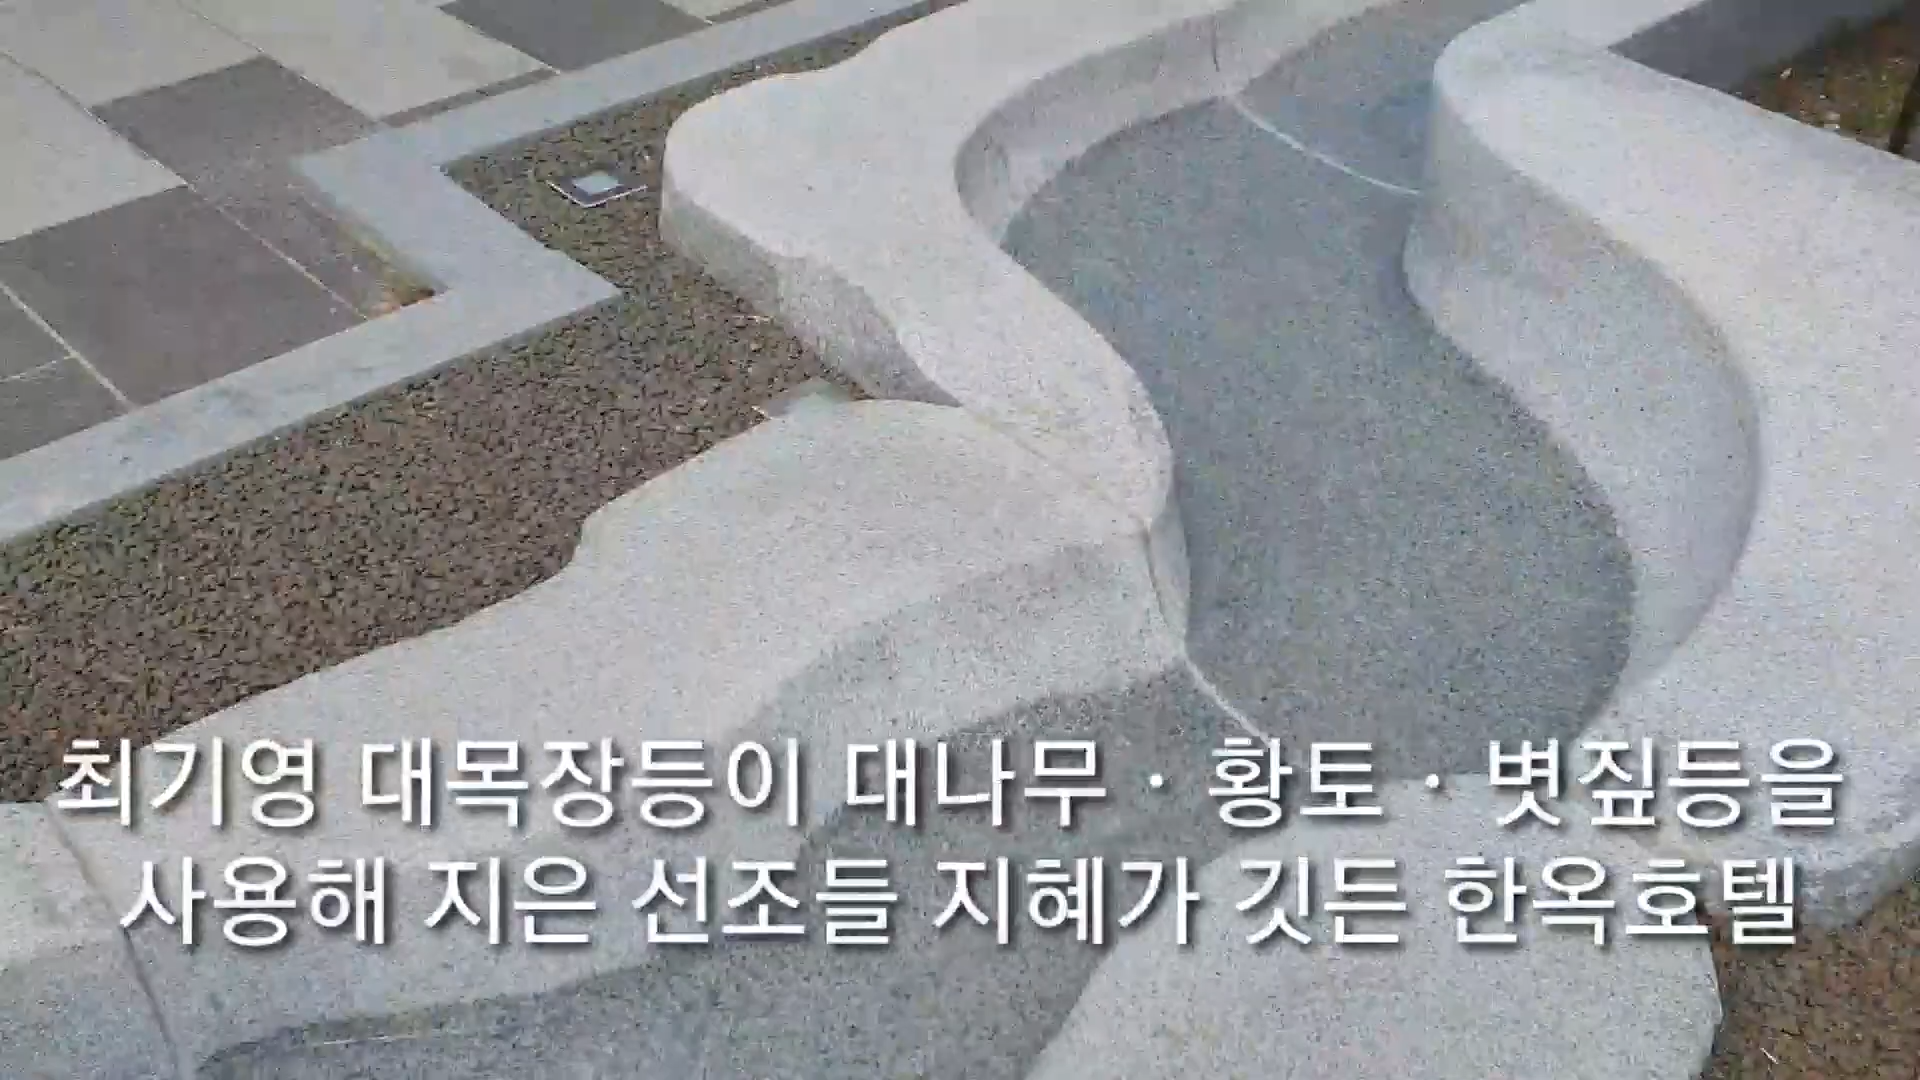 최기영 대목장등이 대나무 · 황토 · 볏짚등을
사용해 지은 선조들 지혜가 깃든 한옥호텔